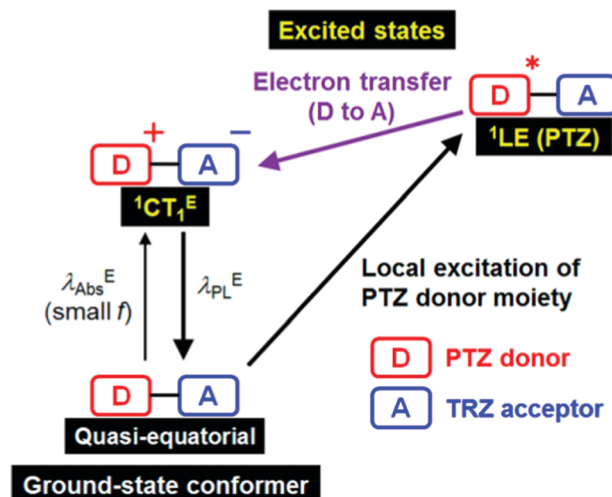 Excited states
Electron transfer
(D to A)
*
D
A
¹LE (PTZ)
+
−
D
A
¹CT₁ᴱ
λAbsᴱ
(small f)
λPLᴱ
Local excitation of
PTZ donor moiety
D
PTZ donor
A
TRZ acceptor
D
A
Quasi-equatorial
Ground-state conformer